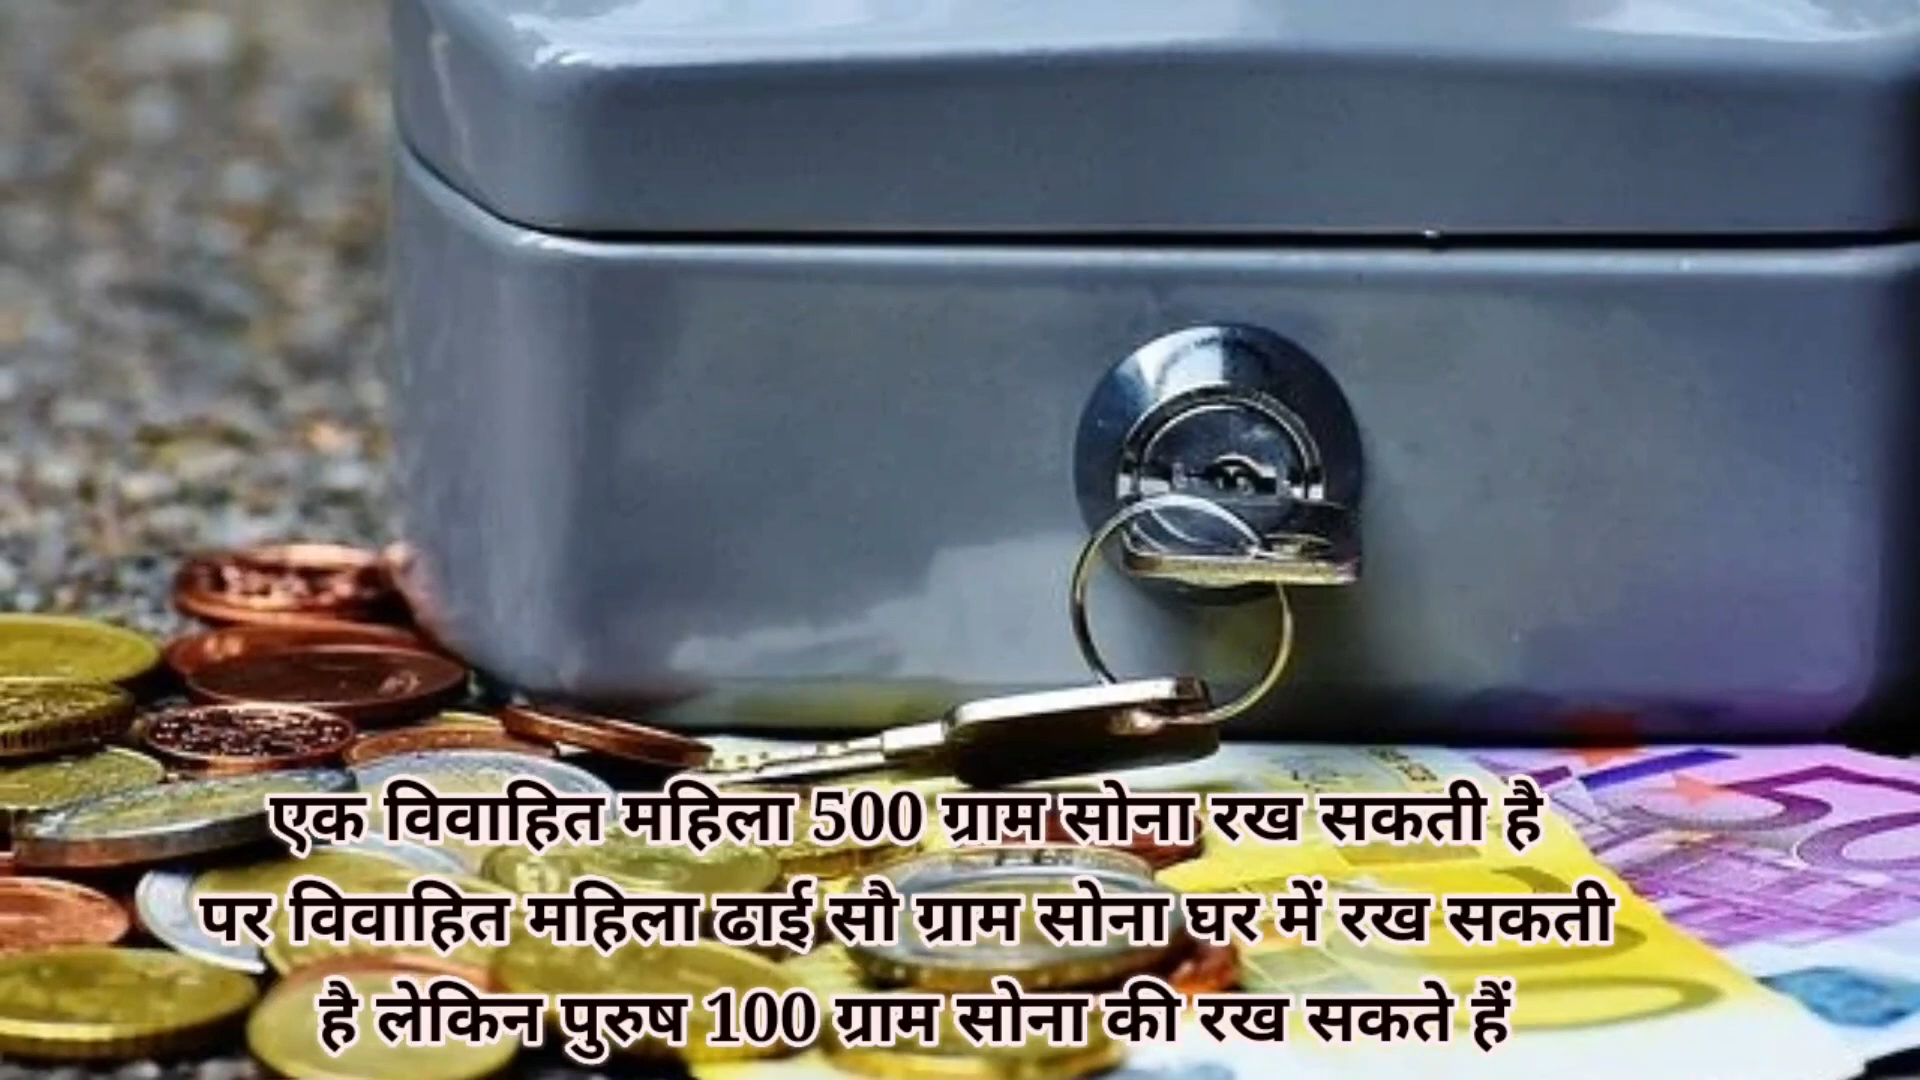 एक विवाहित महिला 500 ग्राम सोना रख सकती है
पर विवाहित महिला ढाई सौ ग्राम सोना घर में रख सकती
है लेकिन पुरुष 100 ग्राम सोना की रख सकते हैं